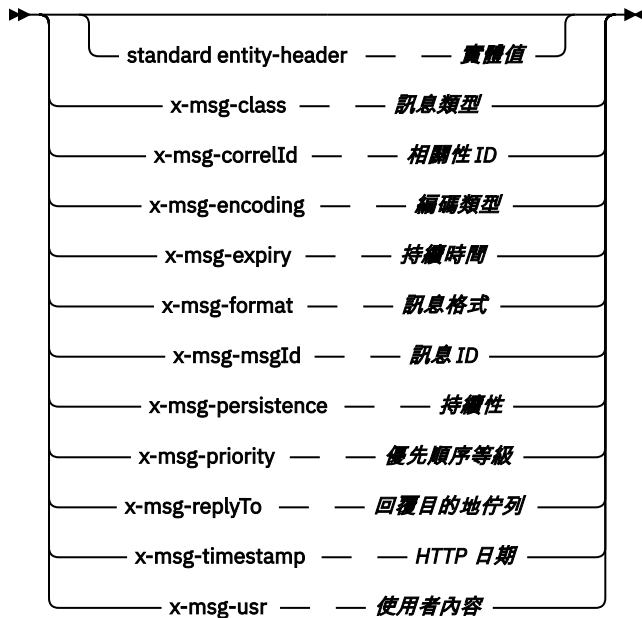 standard entity-header — 實體值
x-msg-class — 訊息類型
x-msg-correlId — 相關性 ID
x-msg-encoding — 編碼類型
x-msg-expiry — 持續時間
x-msg-format — 訊息格式
x-msg-msgId — 訊息 ID
x-msg-persistence — 持續性
x-msg-priority — 優先順序等級
x-msg-replyTo — 回覆目的地佇列
x-msg-timestamp — HTTP 日期
x-msg-usr — 使用者內容